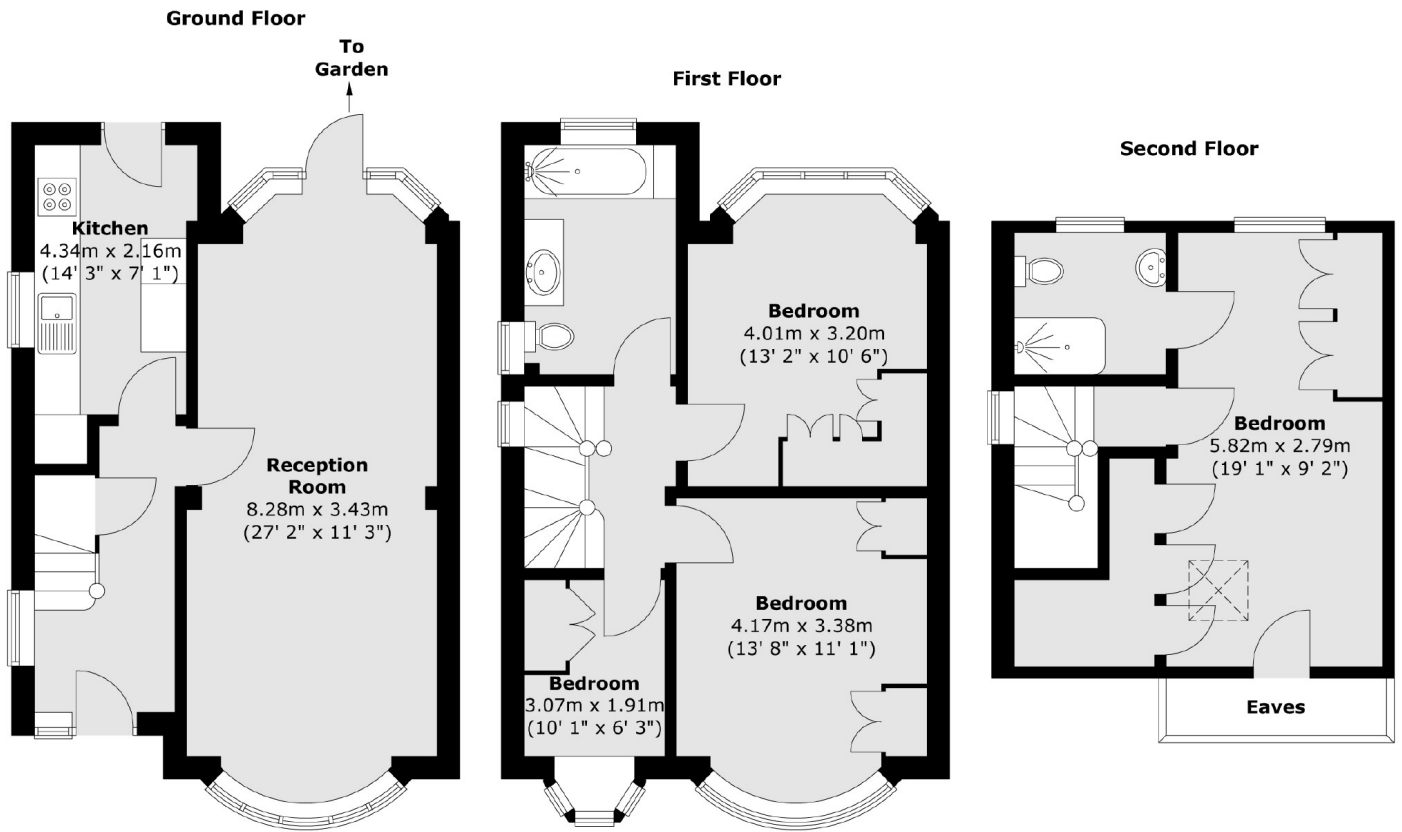 Ground Floor
To
Garden
Kitchen
4.34m x 2.16m
(14' 3" x 7' 1")
Reception
Room
8.28m x 3.43m
(27' 2" x 11' 3")
First Floor
Bedroom
4.01m x 3.20m
(13' 2" x 10' 6")
Bedroom
4.17m x 3.38m
(13' 8" x 11' 1")
Bedroom
3.07m x 1.91m
(10' 1" x 6' 3")
Second Floor
Bedroom
5.82m x 2.79m
(19' 1" x 9' 2")
Eaves